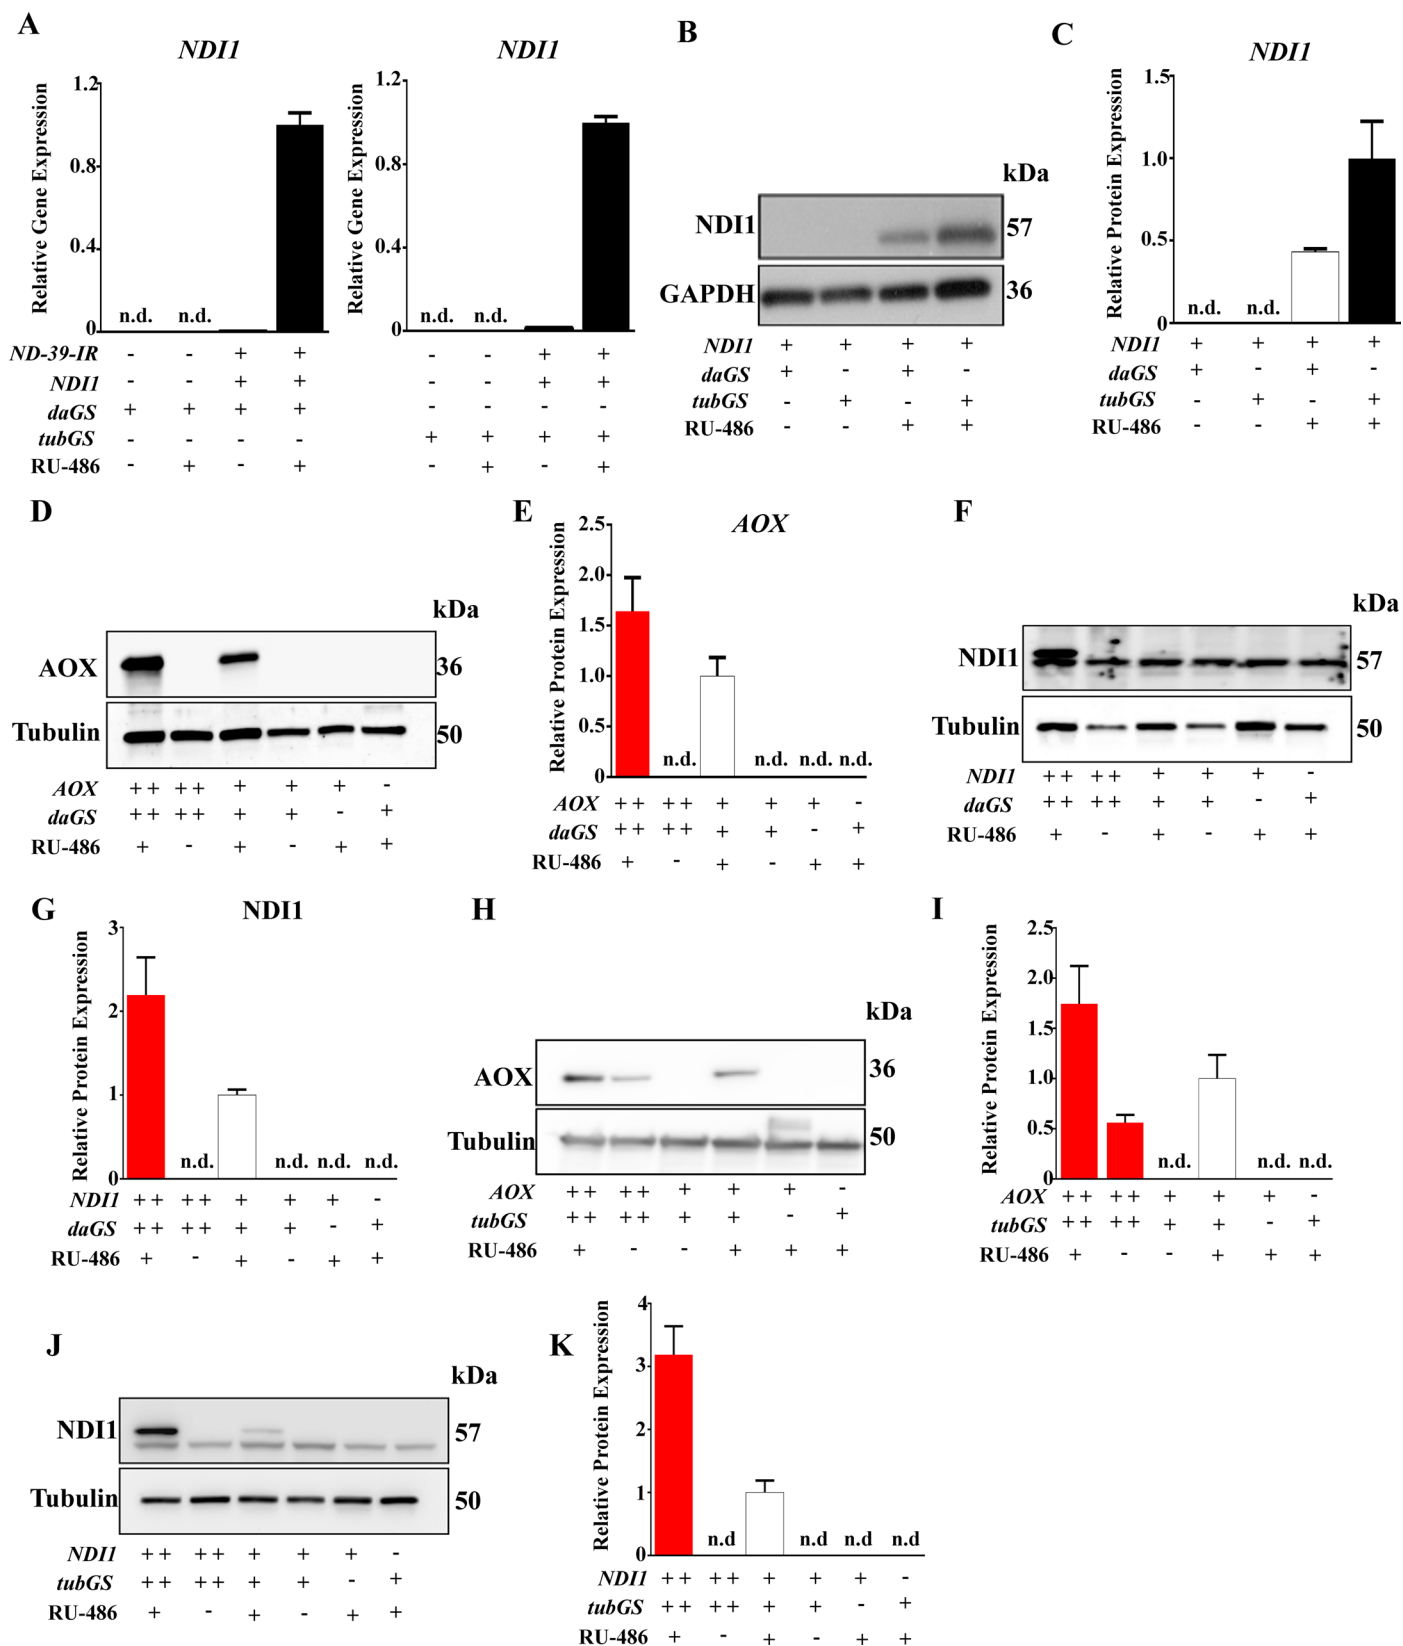 A
NDI1
NDI1
Relative Gene Expression
1.2
0.8
0.4
0
n.d. n.d.
Relative Gene Expression
1.2
0.8
0.4
0
n.d. n.d.
ND-39-IR - - + + - - + +
NDI1 - - + + - - + +
daGS + + + + - - - -
tubGS - - - - + + + +
RU-486 - + - + - + - +
B
kDa
NDI1 57
GAPDH 36
NDI1 + + + +
daGS + - + -
tubGS - + - +
RU-486 - - + +
C
NDI1
Relative Protein Expression
1.5
1.0
0.5
0
n.d. n.d.
NDI1 + + + +
daGS + - + -
tubGS - + - +
RU-486 - - + +
D
kDa
AOX 36
Tubulin 50
AOX ++ ++ + + + -
daGS ++ ++ + + - +
RU-486 + - + - + +
E
AOX
Relative Protein Expression
2.5
2.0
1.5
1.0
0.5
0
n.d. n.d. n.d. n.d.
AOX ++ ++ + + + -
daGS ++ ++ + + - +
RU-486 + - + - + +
F
kDa
NDI1 57
Tubulin 50
NDI1 ++ ++ + + + -
daGS ++ ++ + + - +
RU-486 + - + - + +
G
NDI1
Relative Protein Expression
3
2
1
0
n.d. n.d. n.d. n.d.
NDI1 ++ ++ + + + -
daGS ++ ++ + + - +
RU-486 + - + - + +
H
kDa
AOX 36
Tubulin 50
AOX ++ ++ + + + -
tubGS ++ ++ + + - +
RU-486 + - - + + +
I
Relative Protein Expression
2.5
2.0
1.5
1.0
0.5
0
n.d. n.d. n.d.
AOX ++ ++ + + + -
tubGS ++ ++ + + - +
RU-486 + - - + + +
J
kDa
NDI1 57
Tubulin 50
NDI1 ++ ++ + + + -
tubGS ++ ++ + + - +
RU-486 + - + - + +
K
Relative Protein Expression
4
3
2
1
0
n.d n.d n.d n.d
NDI1 ++ ++ + + + -
tubGS ++ ++ + + - +
RU-486 + - + - + +